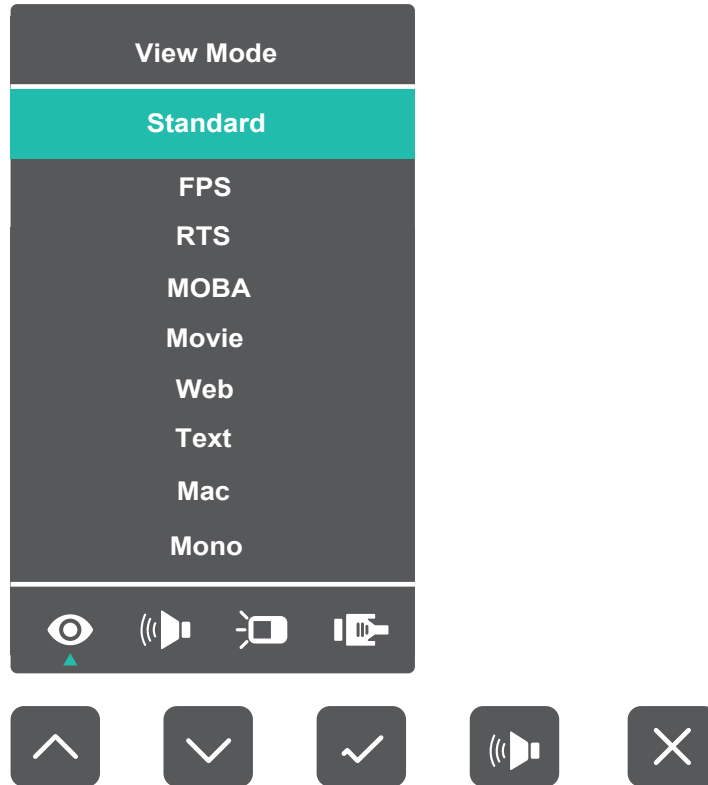 View Mode
Standard
FPS
RTS
MOBA
Movie
Web
Text
Mac
Mono